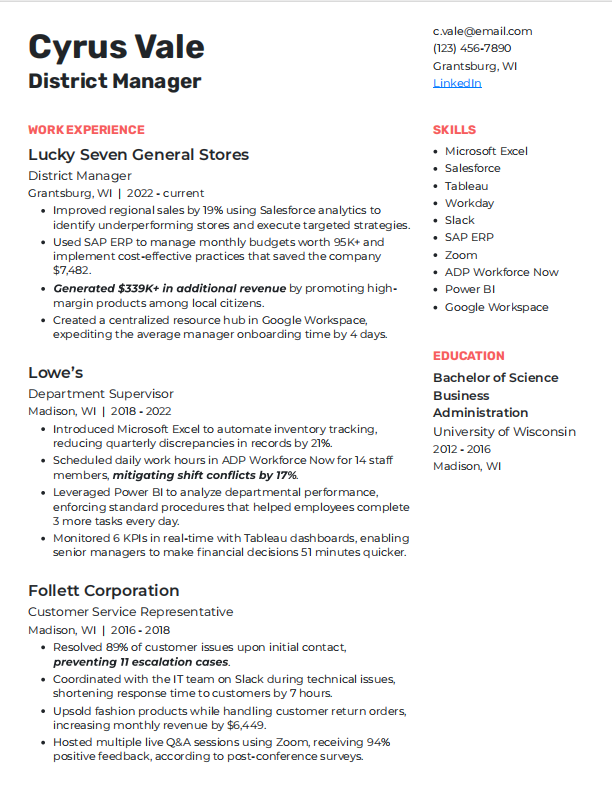 Cyrus Vale
District Manager
c.vale@email.com
(123) 456-7890
Grantsburg, WI
LinkedIn
WORK EXPERIENCE
Lucky Seven General Stores
District Manager
Grantsburg, WI | 2022 - current
• Improved regional sales by 19% using Salesforce analytics to
identify underperforming stores and execute targeted strategies.
• Used SAP ERP to manage monthly budgets worth 95K+ and
implement cost-effective practices that saved the company
$7,482.
• Generated $339K+ in additional revenue by promoting high-
margin products among local citizens.
• Created a centralized resource hub in Google Workspace,
expediting the average manager onboarding time by 4 days.
Lowe’s
Department Supervisor
Madison, WI | 2018 - 2022
• Introduced Microsoft Excel to automate inventory tracking,
reducing quarterly discrepancies in records by 21%.
• Scheduled daily work hours in ADP Workforce Now for 14 staff
members, mitigating shift conflicts by 17%.
• Leveraged Power BI to analyze departmental performance,
enforcing standard procedures that helped employees complete
3 more tasks every day.
• Monitored 6 KPIs in real-time with Tableau dashboards, enabling
senior managers to make financial decisions 51 minutes quicker.
Follett Corporation
Customer Service Representative
Madison, WI | 2016 - 2018
• Resolved 89% of customer issues upon initial contact,
preventing 11 escalation cases.
• Coordinated with the IT team on Slack during technical issues,
shortening response time to customers by 7 hours.
• Upsold fashion products while handling customer return orders,
increasing monthly revenue by $6,449.
• Hosted multiple live Q&A sessions using Zoom, receiving 94%
positive feedback, according to post-conference surveys.
SKILLS
• Microsoft Excel
• Salesforce
• Tableau
• Workday
• Slack
• SAP ERP
• Zoom
• ADP Workforce Now
• Power BI
• Google Workspace
EDUCATION
Bachelor of Science
Business
Administration
University of Wisconsin
2012 - 2016
Madison, WI